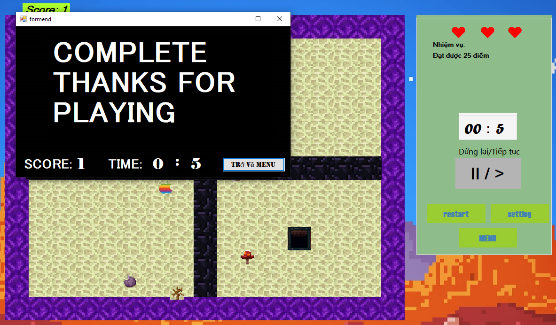 Score: 1
formend
COMPLETE
THANKS FOR
PLAYING
SCORE: 1 TIME: 0 : 5 TRỞ VỀ MENU
Nhiệm vụ:
Đạt được 25 điểm
00 : 5
Dừng lại/Tiếp tục
II / >
restart setting